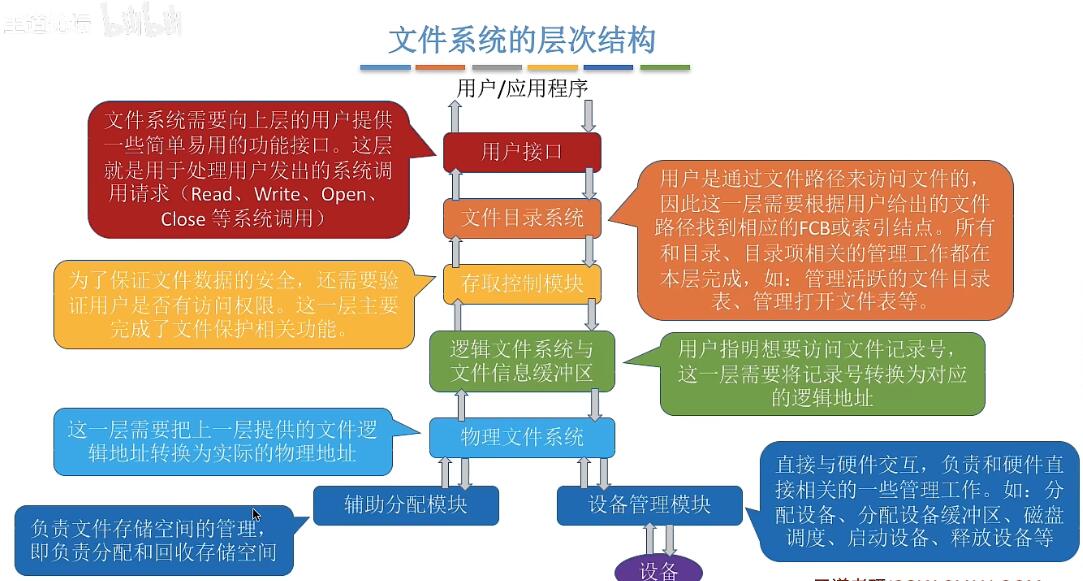 王道论坛 bilibili
文件系统的层次结构
用户/应用程序
文件系统需要向上层的用户提供
一些简单易用的功能接口。这层
就是用于处理用户发出的系统调
用请求（Read、Write、Open、
Close 等系统调用）
用户接口
用户是通过文件路径来访问文件的，
因此这一层需要根据用户给出的文件
路径找到相应的FCB或索引结点。所有
和目录、目录项相关的管理工作都在
本层完成，如：管理活跃的文件目录
表、管理打开文件表等。
文件目录系统
为了保证文件数据的安全，还需要验
证用户是否有访问权限。这一层主要
完成了文件保护相关功能。
存取控制模块
逻辑文件系统与
文件信息缓冲区
用户指明想要访问文件记录号，
这一层需要将记录号转换为对应
的逻辑地址
这一层需要把上一层提供的文件逻
辑地址转换为实际的物理地址
物理文件系统
辅助分配模块
设备管理模块
直接与硬件交互，负责和硬件直
接相关的一些管理工作。如：分
配设备、分配设备缓冲区、磁盘
调度、启动设备、释放设备等
负责文件存储空间的管理，
即负责分配和回收存储空间
设备